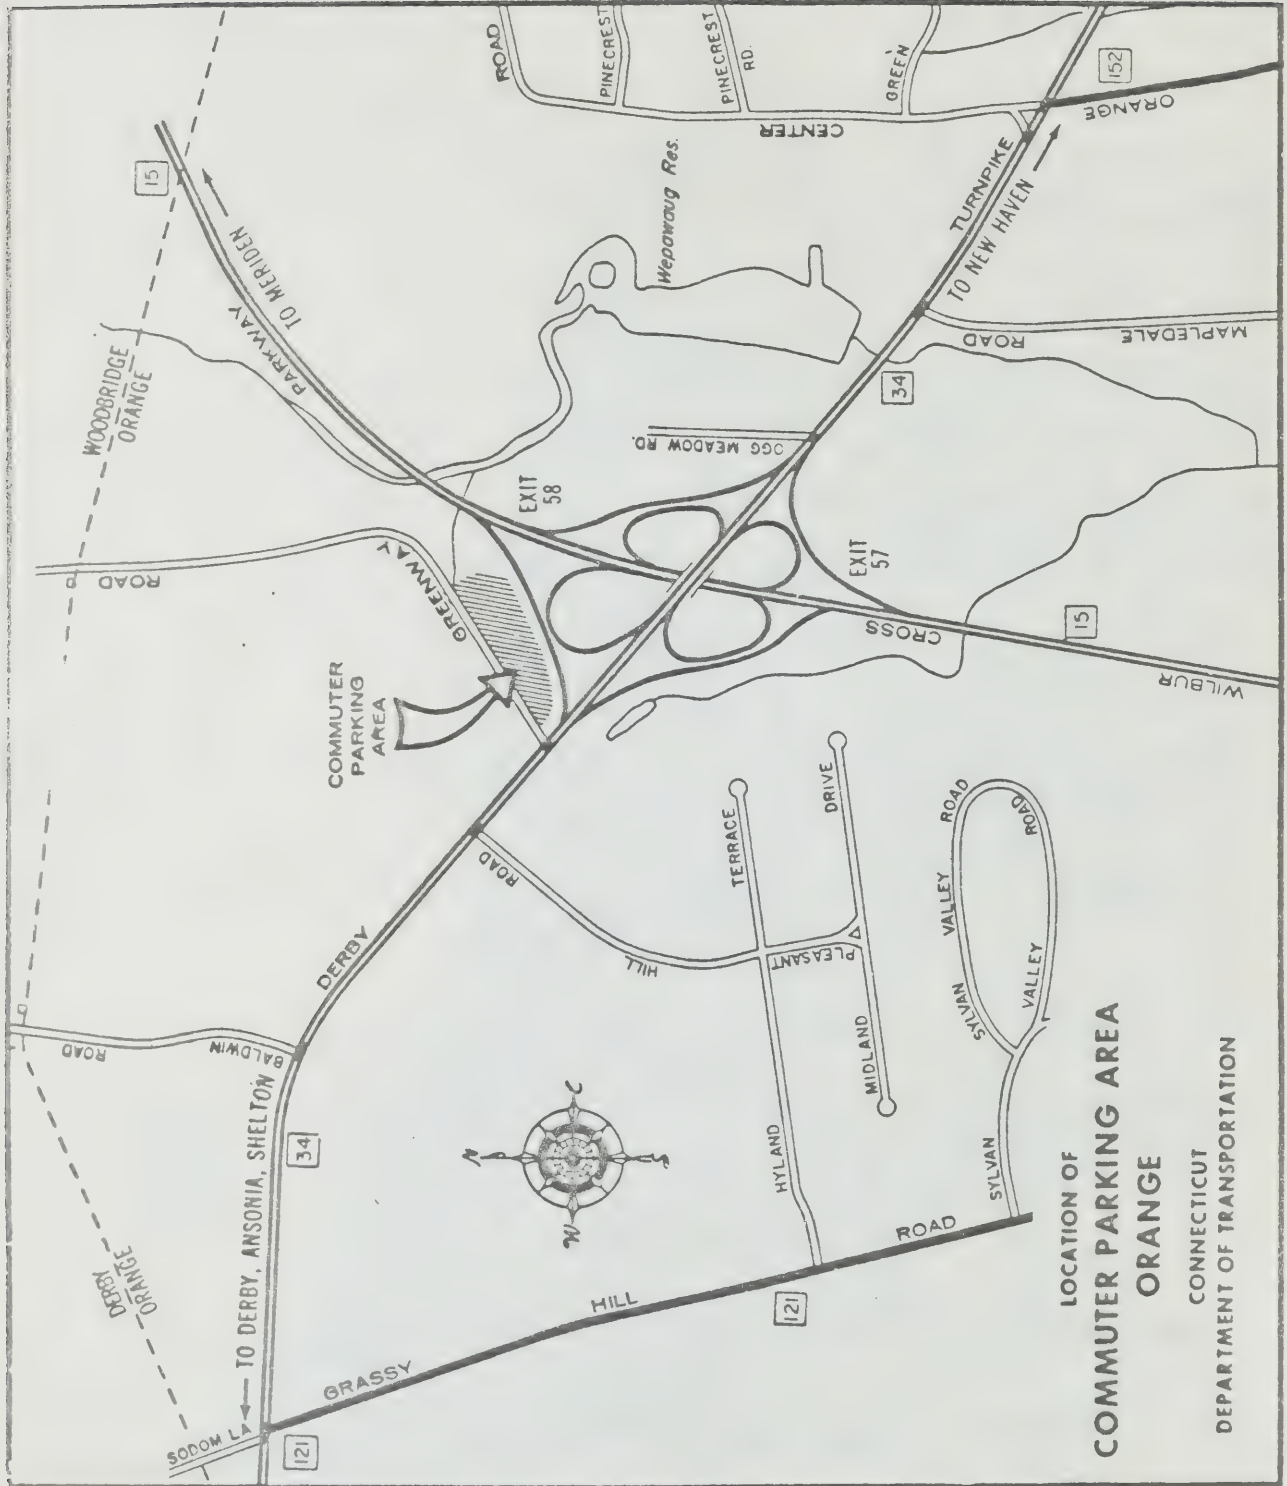 SODOM LA
121
← TO DERBY, ANSONIA, SHELTON
DERBY
ORANGE
34
BALDWIN
ROAD
DERBY
GRASSY
HILL
ROAD
121
N
W
S
HYLAND
TERRACE
HILL
ROAD
PLEASANT
MIDLAND
DRIVE
SYLVAN
SYLVAN
VALLEY
ROAD
VALLEY
ROAD
COMMUTER
PARKING
AREA
GREENWAY
ROAD
WOODBRIDGE
ORANGE
PARKWAY
TO MERIDEN
15
EXIT
58
EXIT
57
OGG MEADOW RD.
CROSS
WILBUR
15
34
Wepawaug Res.
TURNPIKE
TO NEW HAVEN
ROAD
MAPLEDALE
CENTER
ROAD
PINECREST
PINECREST
RD.
GREEN
ORANGE
152
LOCATION OF
COMMUTER PARKING AREA
ORANGE
CONNECTICUT
DEPARTMENT OF TRANSPORTATION